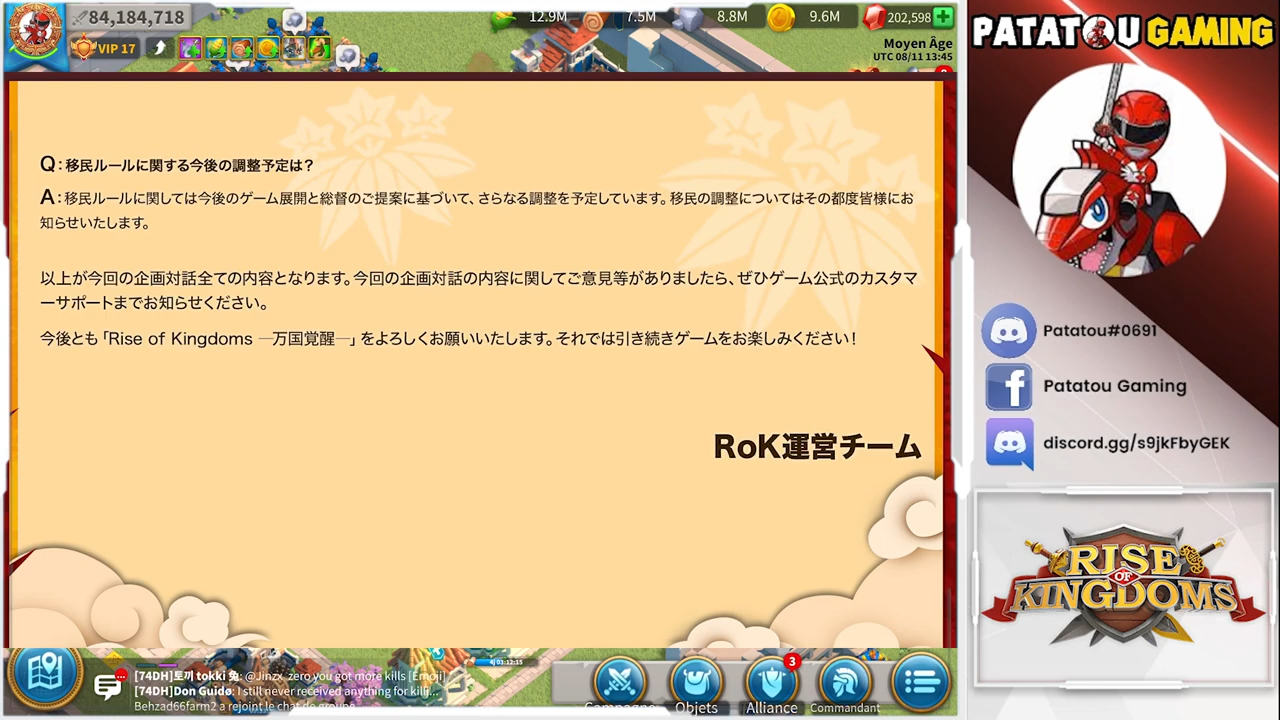 84,184,718
12.9M
7.5M
8.8M
9.6M
202,598
VIP 17
Moyen Âge
UTC 08/11 13:45
PATATOU GAMING
Q:移民ルールに関する今後の調整予定は?
A:移民ルールに関しては今後のゲーム展開と総督のご提案に基づいて、さらなる調整を予定しています。移民の調整についてはその都度皆様にお
知らせいたします。
以上が今回の企画対話全ての内容となります。今回の企画対話の内容に関してご意見等がありましたら、ぜひゲーム公式のカスタマ
ーサポートまでお知らせください。
今後とも「Rise of Kingdoms ―万国覚醒―」をよろしくお願いいたします。それでは引き続きゲームをお楽しみください!
RoK運営チーム
Patatou#0691
Patatou Gaming
discord.gg/s9jkFbyGEK
RISE
OF
KINGDOMS
[74DH]토끼 tokki 兔: @Jinzx zero you got more kills [Emoji]
[74DH]Don Guidø: I still never received anything for killi...
Behzad66farm2 a rejoint le chat de groupe
4j 03:12:15
3
Campagne
Objets
Alliance
Commandant